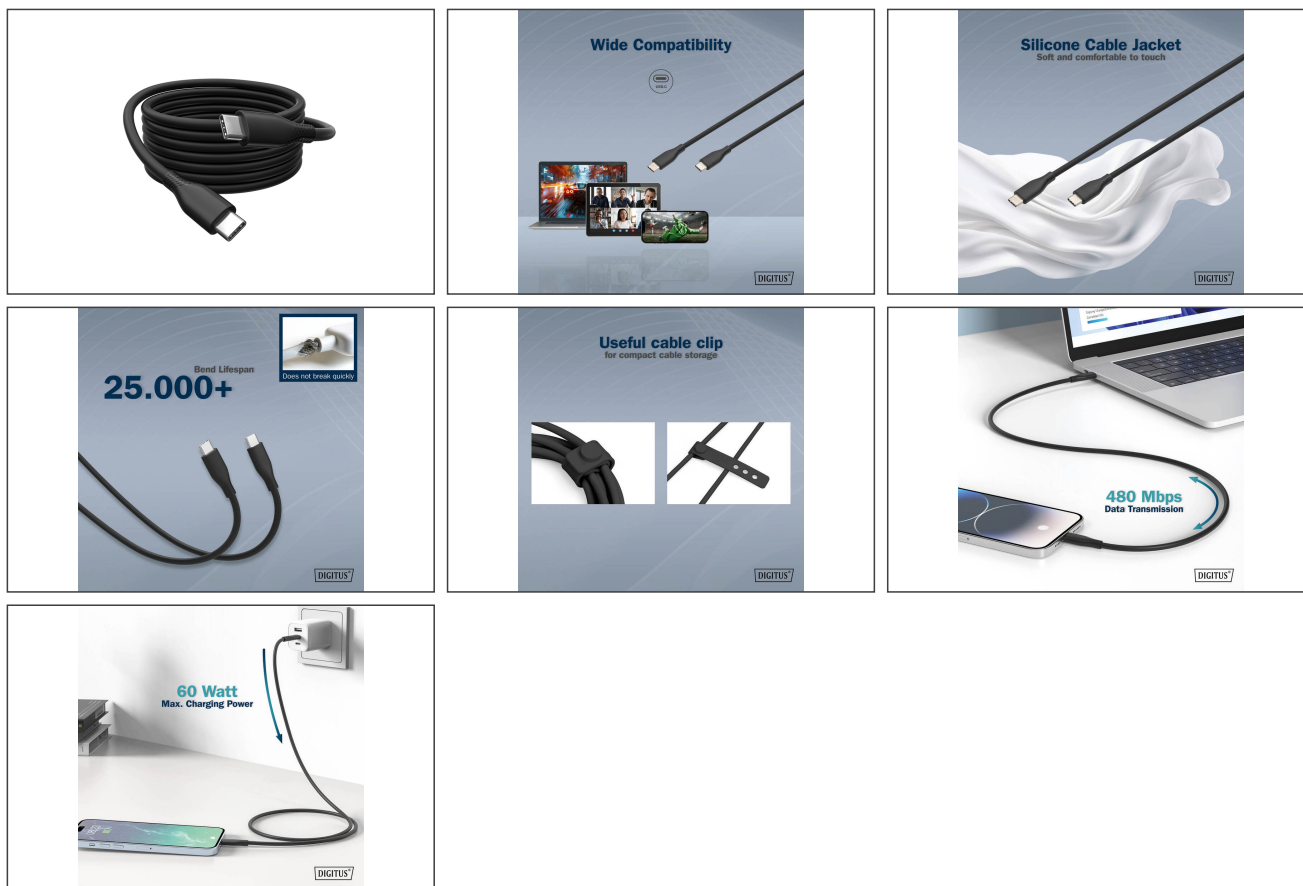 Wide Compatibility
USB-C
DIGITUS®
Silicone Cable Jacket
Soft and comfortable to touch
DIGITUS®
Bend Lifespan
25.000+
Does not break quickly
DIGITUS®
Useful cable clip
for compact cable storage
DIGITUS®
480 Mbps
Data Transmission
DIGITUS®
60 Watt
Max. Charging Power
DIGITUS®